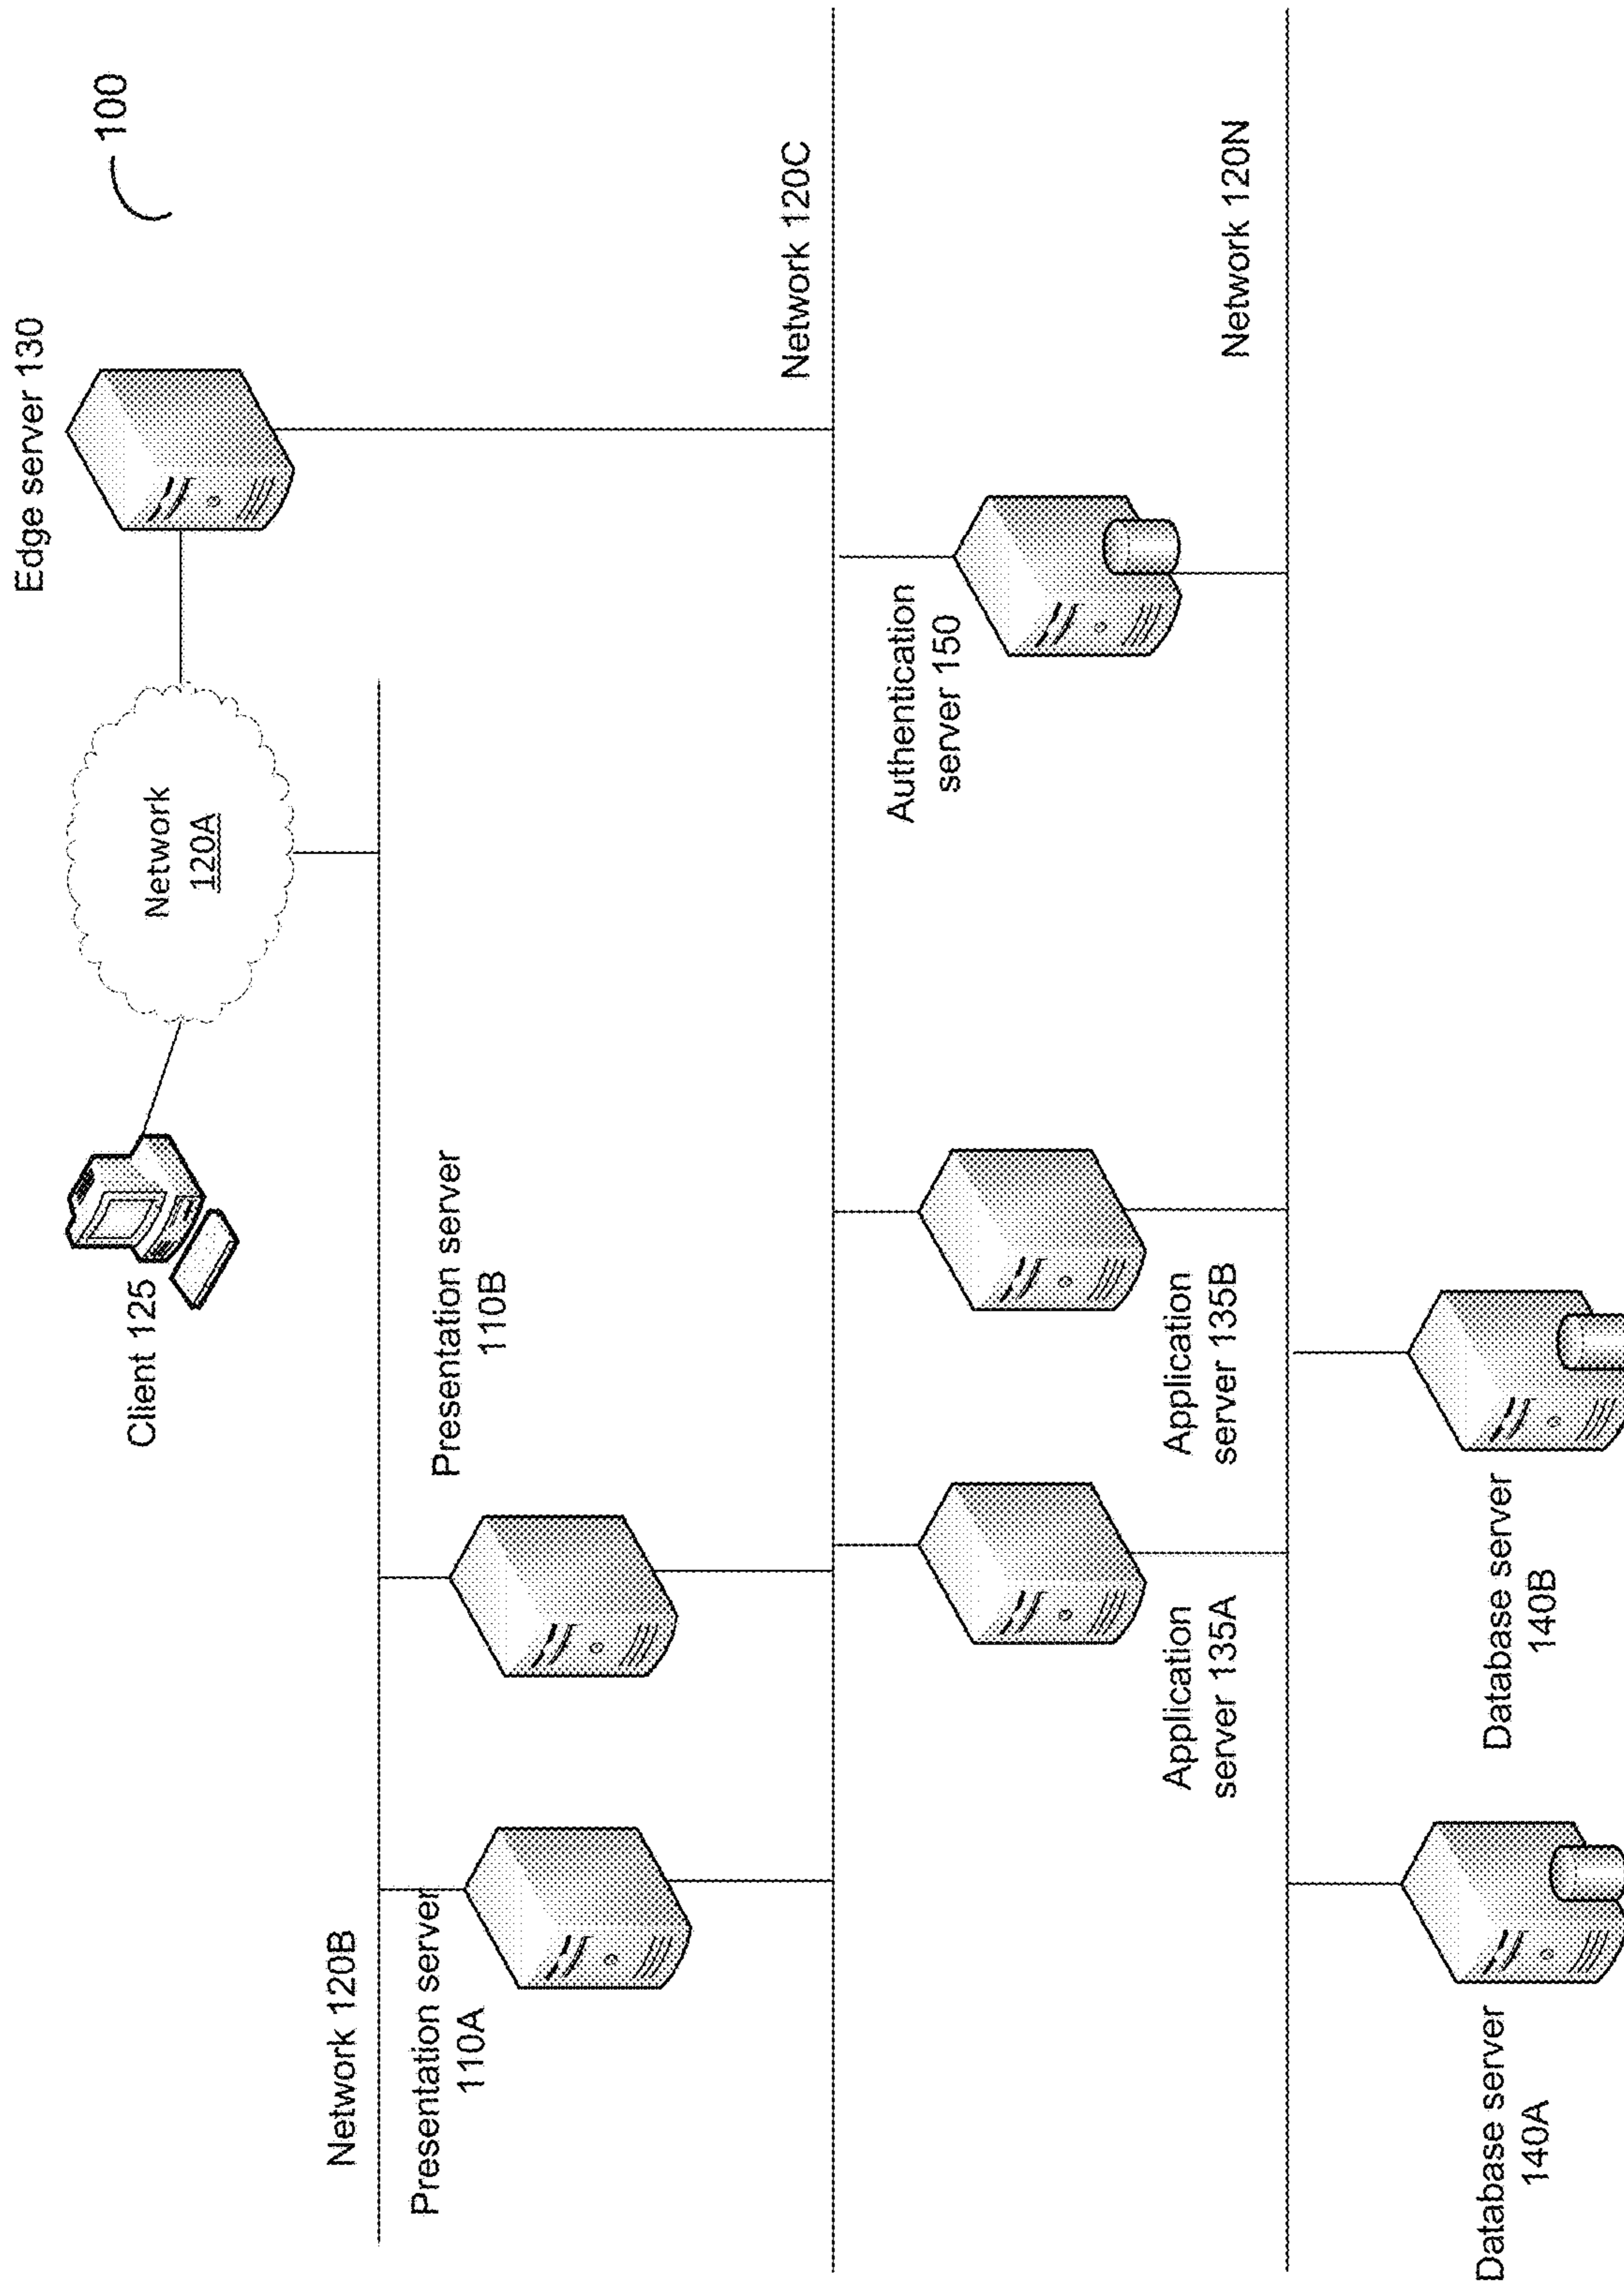 100
Edge server 130
Network
120A
Client 125
Network 120B
Presentation server
110A
Presentation server
110B
Network 120C
Authentication
server 150
Application
server 135A
Application
server 135B
Network 120N
Database server
140A
Database server
140B